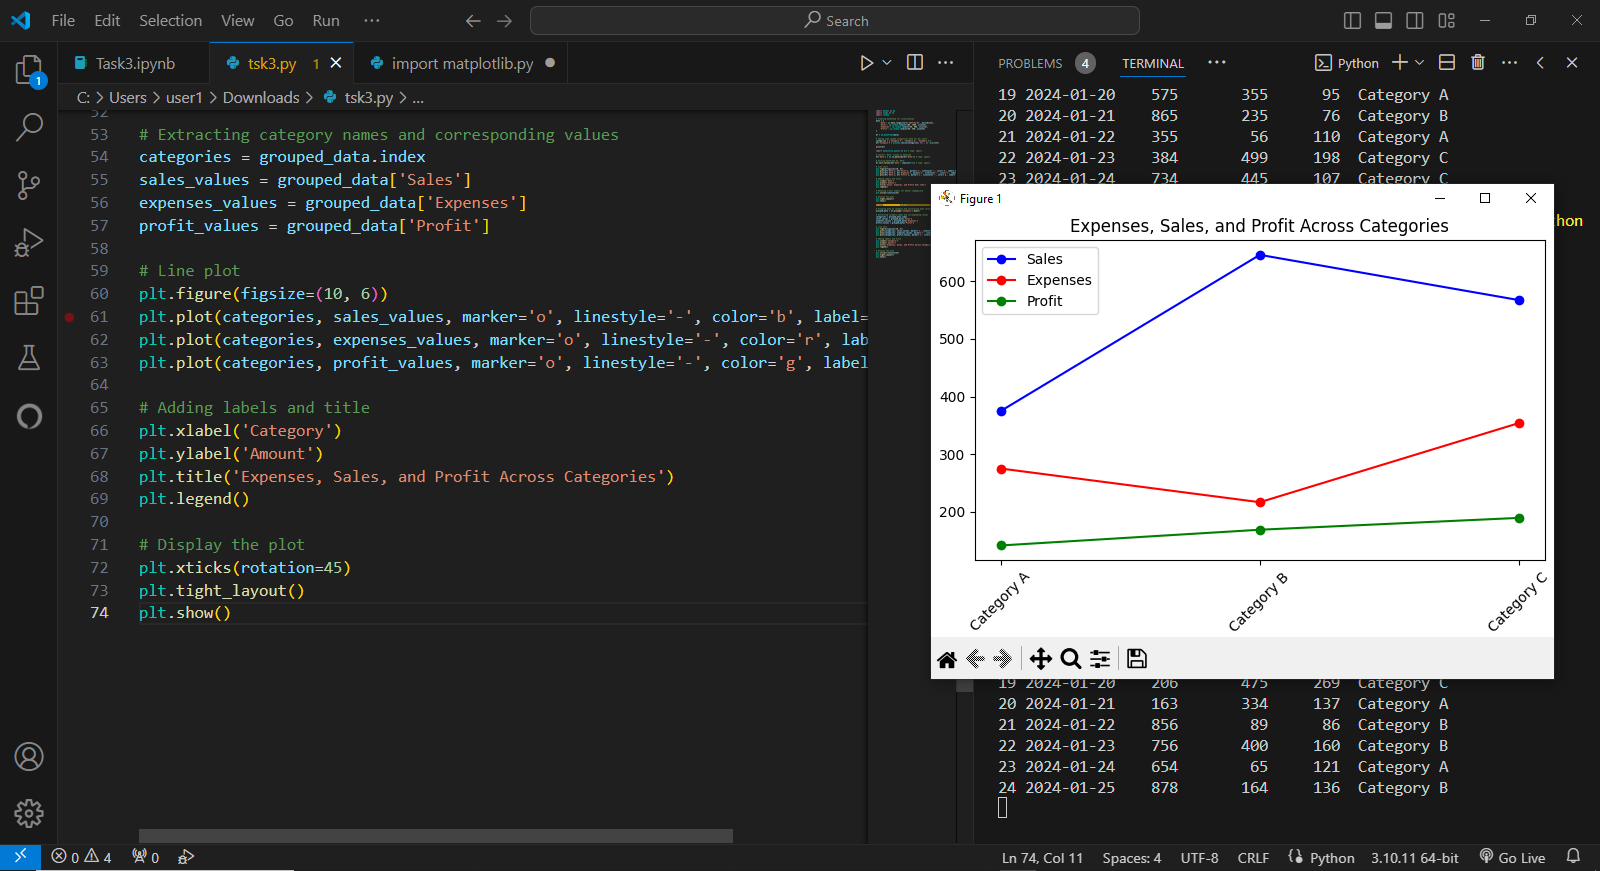 File Edit Selection View Go Run ··· Search
Task3.ipynb tsk3.py 1 import matplotlib.py
C: > Users > user1 > Downloads > tsk3.py > ...
1
52
53 # Extracting category names and corresponding values
54 categories = grouped_data.index
55 sales_values = grouped_data['Sales']
56 expenses_values = grouped_data['Expenses']
57 profit_values = grouped_data['Profit']
58
59 # Line plot
60 plt.figure(figsize=(10, 6))
61 plt.plot(categories, sales_values, marker='o', linestyle='-', color='b', label=
62 plt.plot(categories, expenses_values, marker='o', linestyle='-', color='r', lab
63 plt.plot(categories, profit_values, marker='o', linestyle='-', color='g', label
64
65 # Adding labels and title
66 plt.xlabel('Category')
67 plt.ylabel('Amount')
68 plt.title('Expenses, Sales, and Profit Across Categories')
69 plt.legend()
70
71 # Display the plot
72 plt.xticks(rotation=45)
73 plt.tight_layout()
74 plt.show()
PROBLEMS 4 TERMINAL ··· Python
19 2024-01-20 575 355 95 Category A
20 2024-01-21 865 235 76 Category B
21 2024-01-22 355 56 110 Category A
22 2024-01-23 384 499 198 Category C
23 2024-01-24 734 445 107 Category C
hon
Figure 1
Expenses, Sales, and Profit Across Categories
Sales
Expenses
Profit
600
500
400
300
200
Category A
Category B
Category C
19 2024-01-20 206 475 269 Category C
20 2024-01-21 163 334 137 Category A
21 2024-01-22 856 89 86 Category B
22 2024-01-23 756 400 160 Category B
23 2024-01-24 654 65 121 Category A
24 2024-01-25 878 164 136 Category B
0 4 0 Ln 74, Col 11 Spaces: 4 UTF-8 CRLF Python 3.10.11 64-bit Go Live